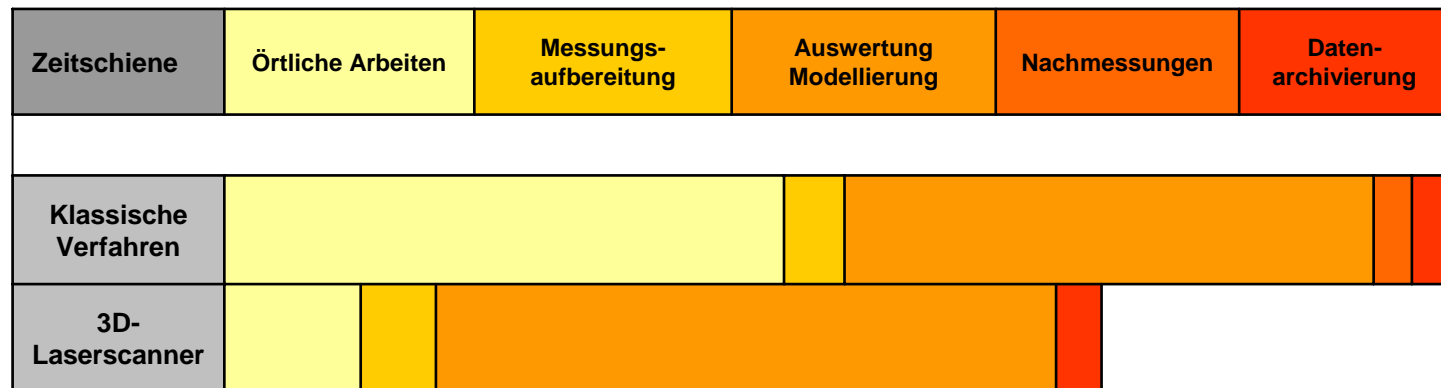 Zeitschiene
Örtliche Arbeiten
Messungs-
aufbereitung
Auswertung
Modellierung
Nachmessungen
Daten-
archivierung
Klassische
Verfahren
3D-
Laserscanner